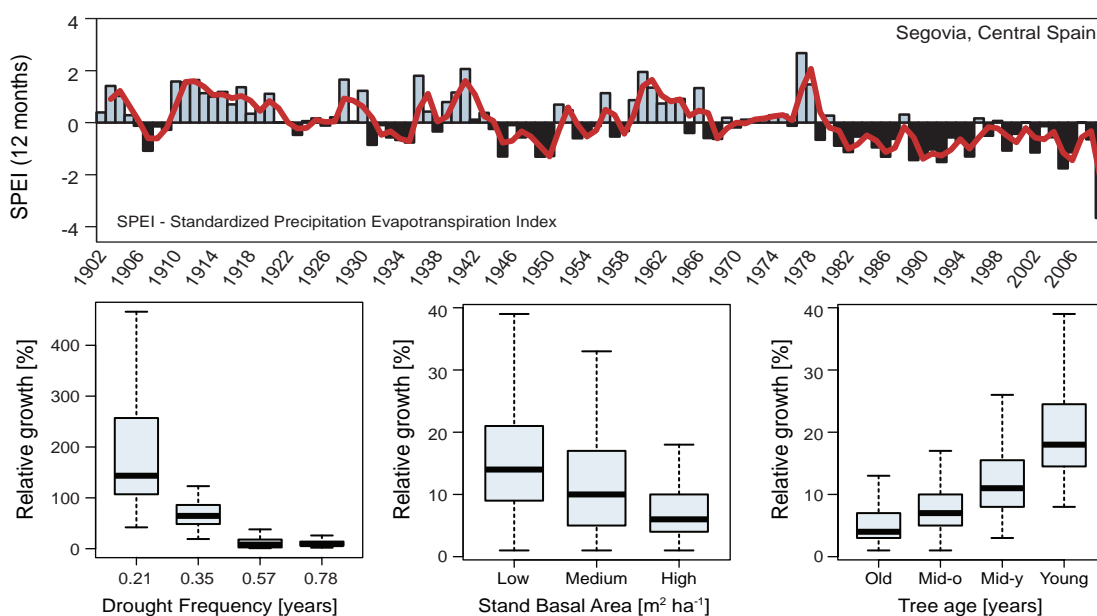 4
2
0
-2
-4
SPEI (12 months)
Segovia, Central Spain
SPEI - Standardized Precipitation Evapotranspiration Index
1902 1906 1910 1914 1918 1922 1926 1930 1934 1938 1942 1946 1950 1954 1958 1962 1966 1970 1974 1978 1982 1986 1990 1994 1998 2002 2006
400
300
200
100
0
Relative growth [%]
0.21 0.35 0.57 0.78
Drought Frequency [years]
40
30
20
10
0
Relative growth [%]
Low Medium High
Stand Basal Area [m² ha⁻¹]
40
30
20
10
0
Relative growth [%]
Old Mid-o Mid-y Young
Tree age [years]